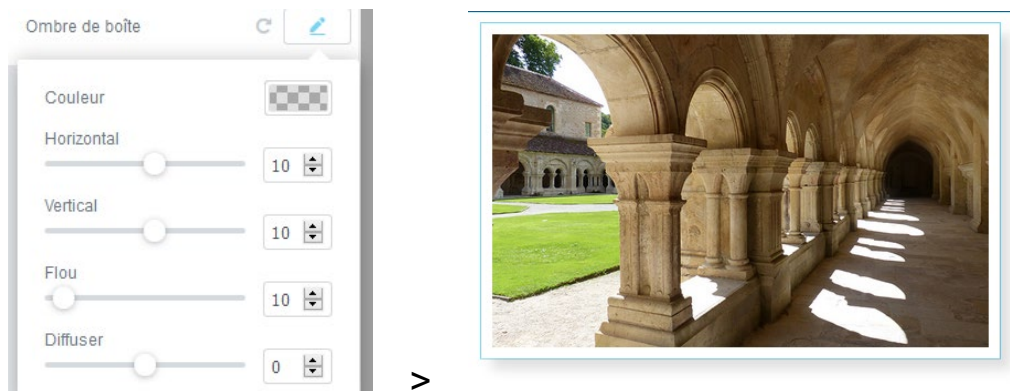 Ombre de boîte
Couleur
Horizontal
10
Vertical
10
Flou
10
Diffuser
0
>